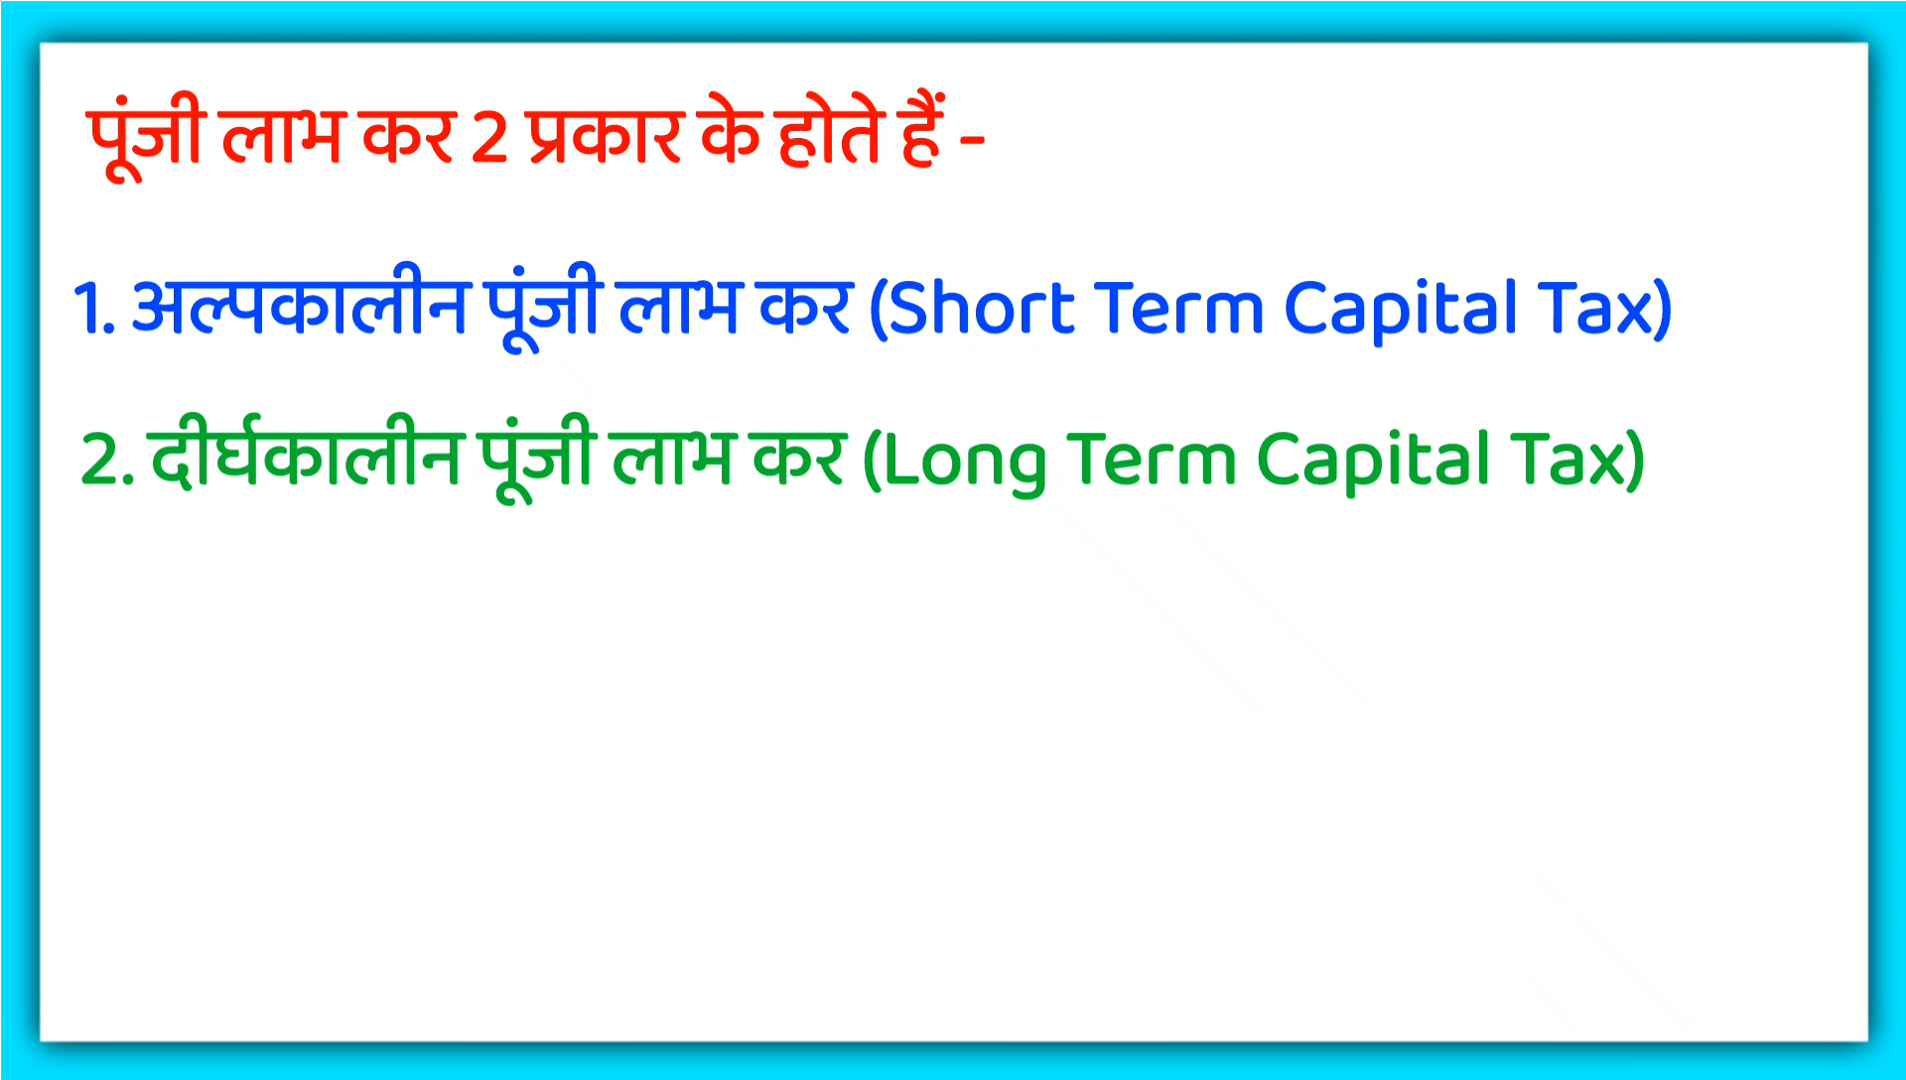 पूंजी लाभ कर 2 प्रकार के होते हैं -
1. अल्पकालीन पूंजी लाभ कर (Short Term Capital Tax)
2. दीर्घकालीन पूंजी लाभ कर (Long Term Capital Tax)